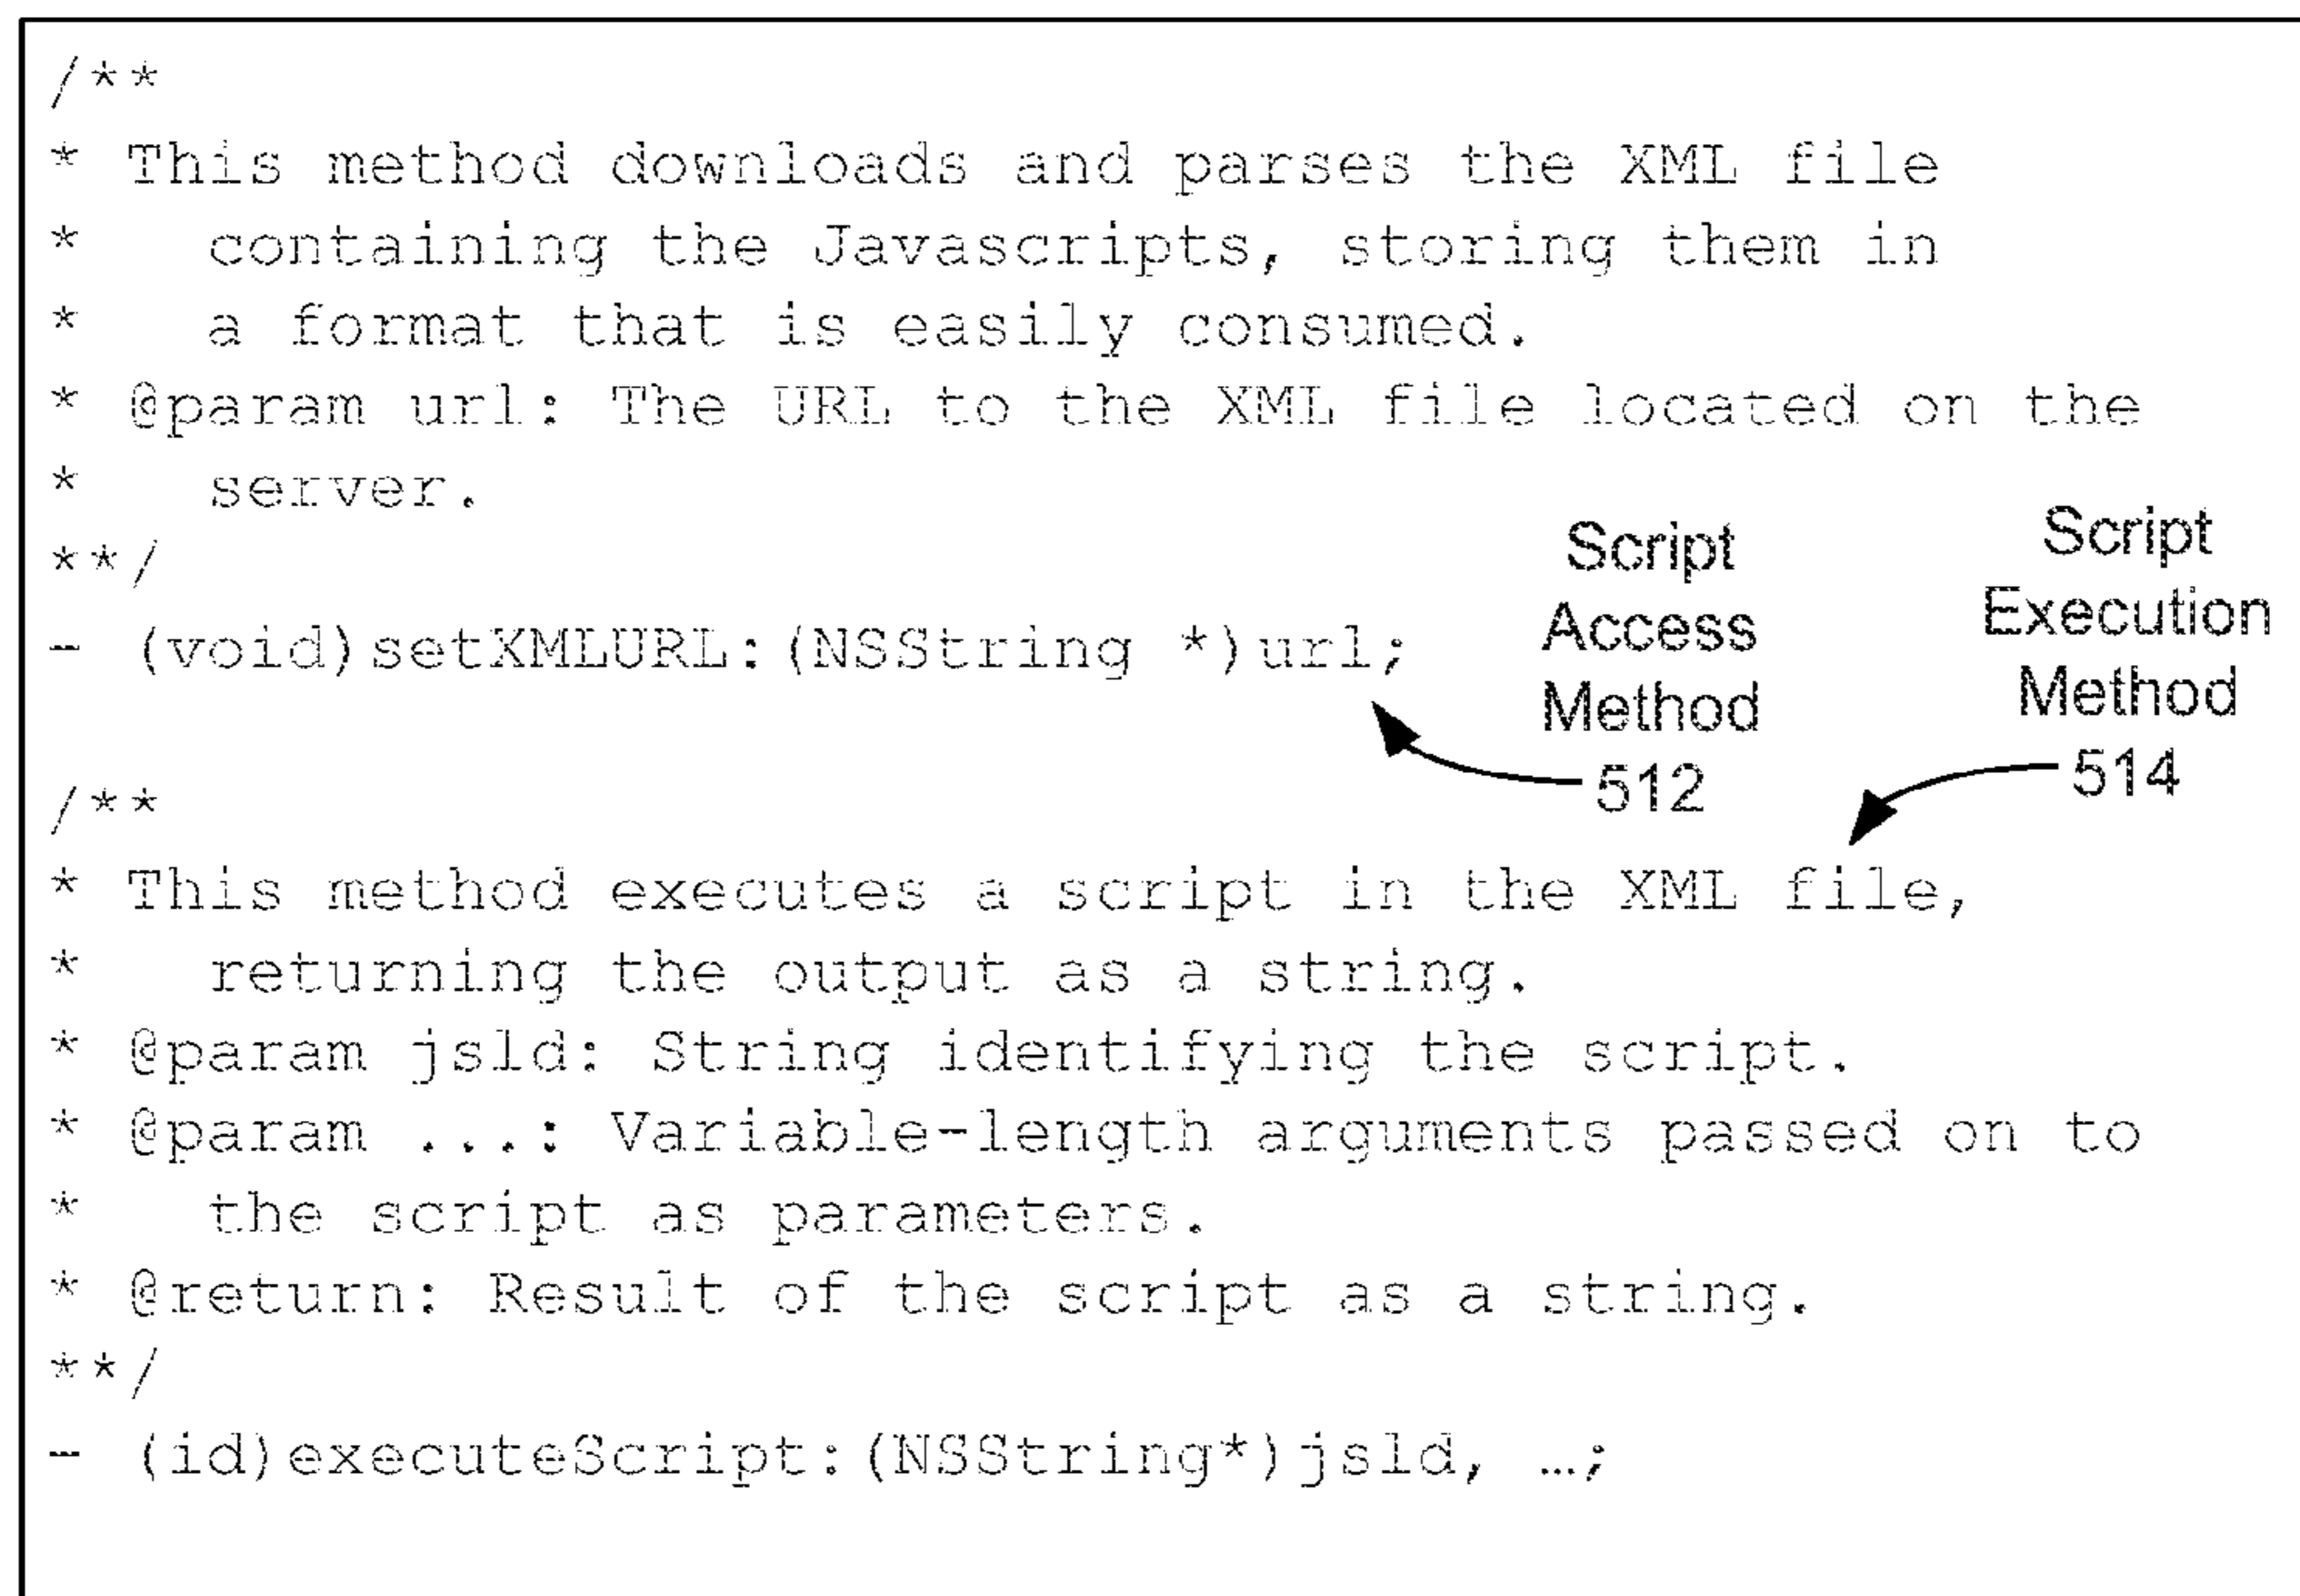 /**
* This method downloads and parses the XML file
*   containing the Javascripts, storing them in
*   a format that is easily consumed.
* @param url: The URL to the XML file located on the
*   server.
**/
- (void)setXMLURL:(NSString *)url;
Script
Access
Method
512
Script
Execution
Method
514
/**
* This method executes a script in the XML file,
*   returning the output as a string.
* @param jsld: String identifying the script.
* @param ...: Variable-length arguments passed on to
*   the script as parameters.
* @return: Result of the script as a string.
**/
- (id)executeScript:(NSString*)jsld, …;